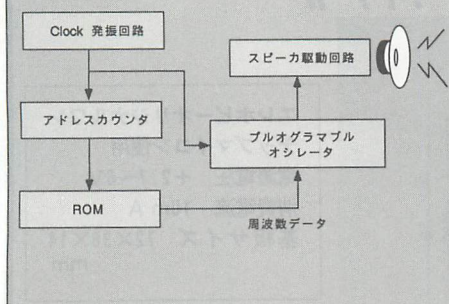 Clock 発振回路
スピーカ駆動回路
アドレスカウンタ
プルオグラマブル
オシレータ
ROM
周波数データ